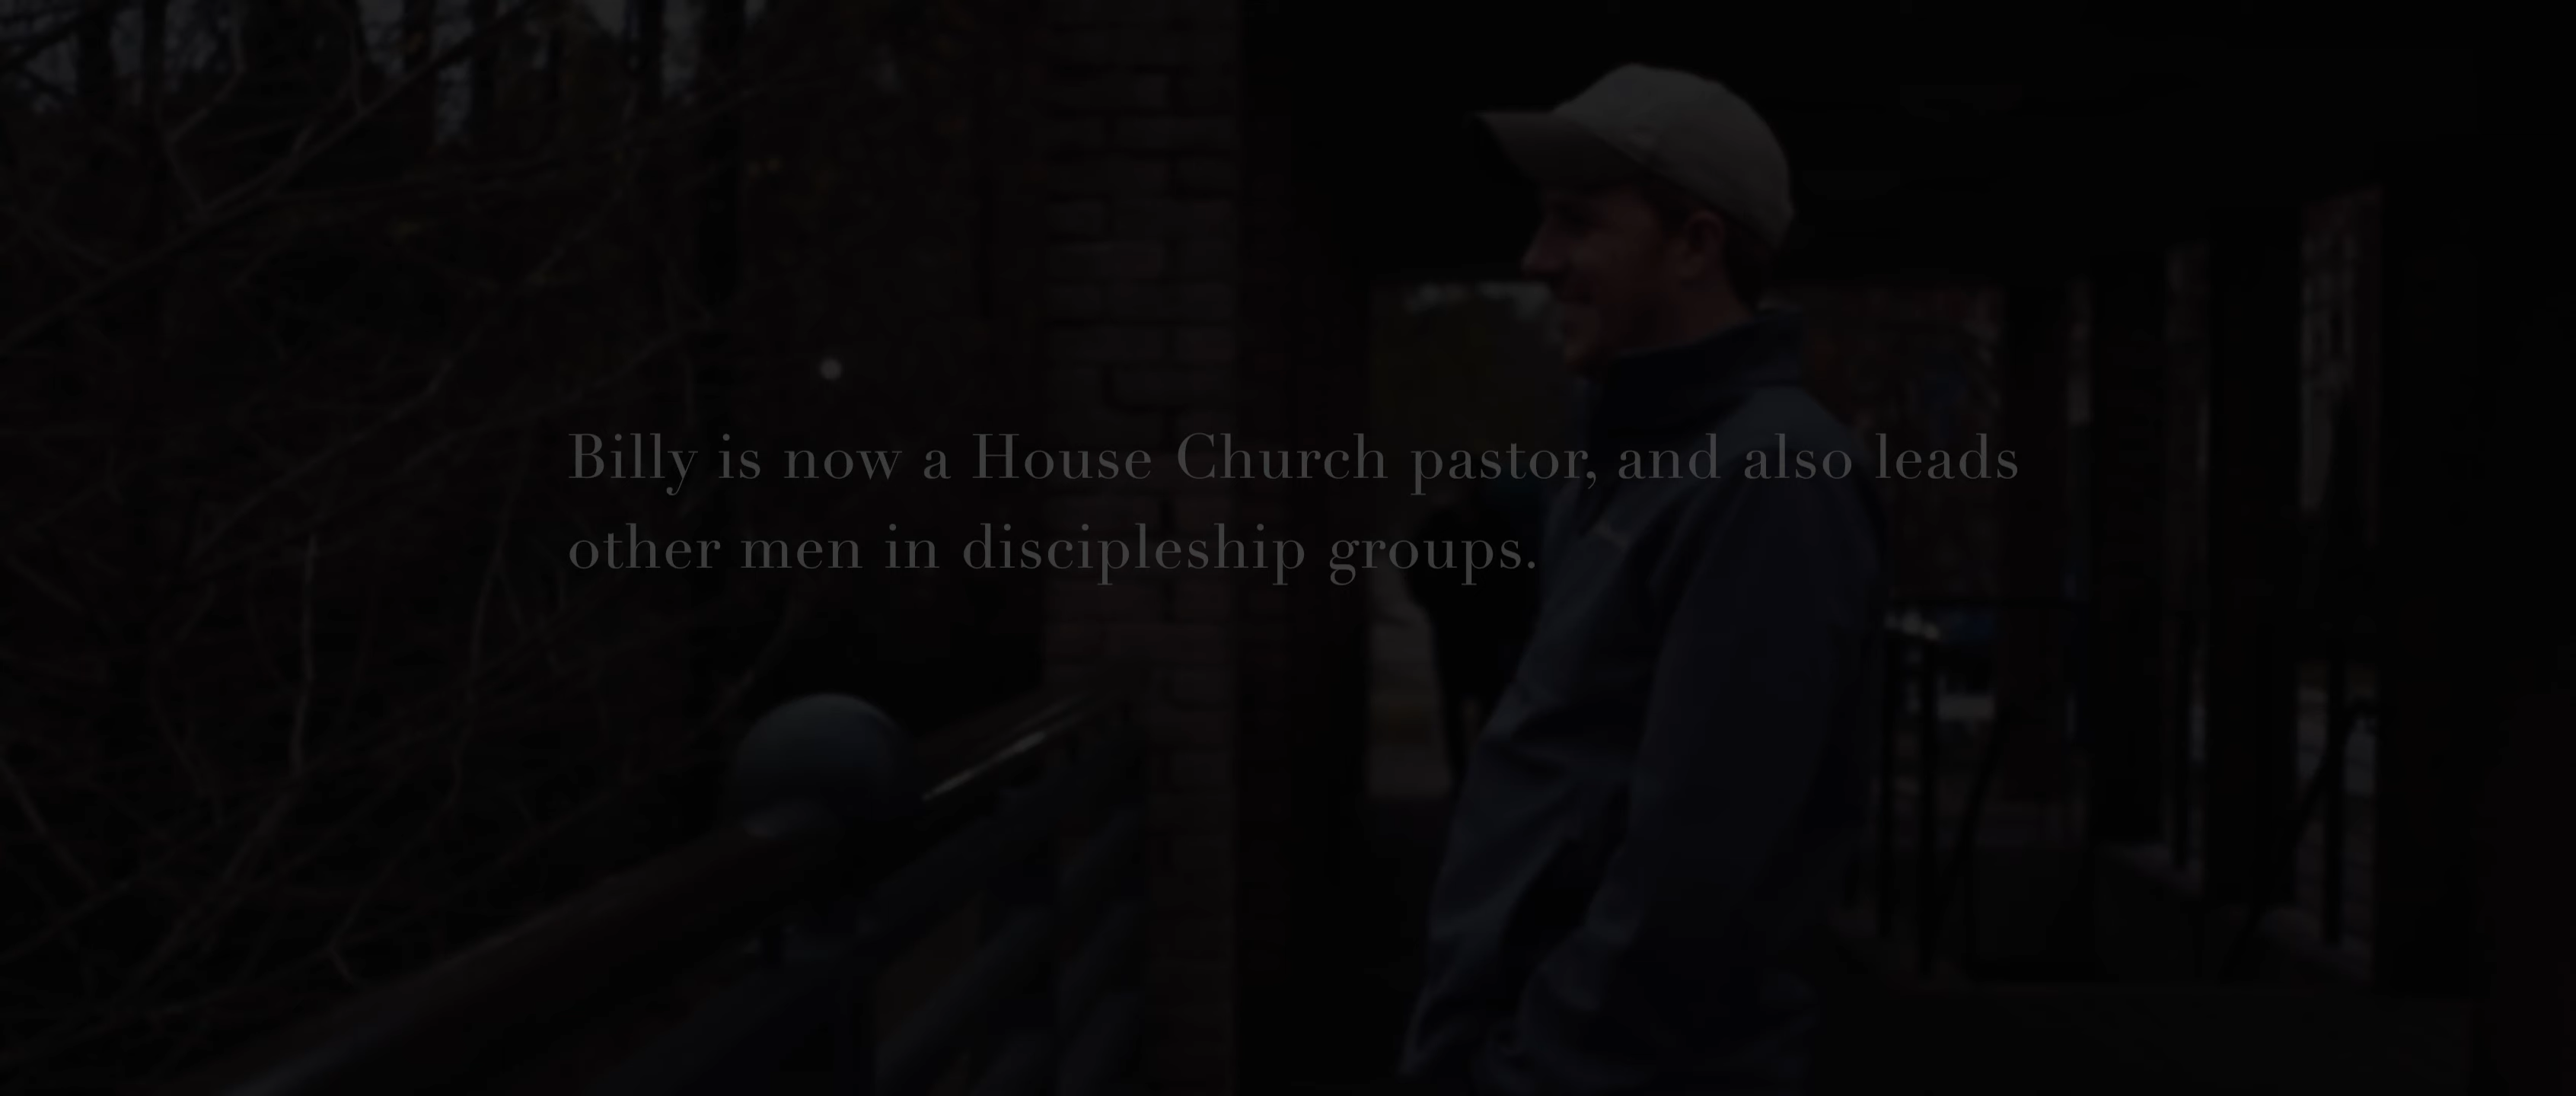 Billy is now a House Church pastor, and also leads
other men in discipleship groups.